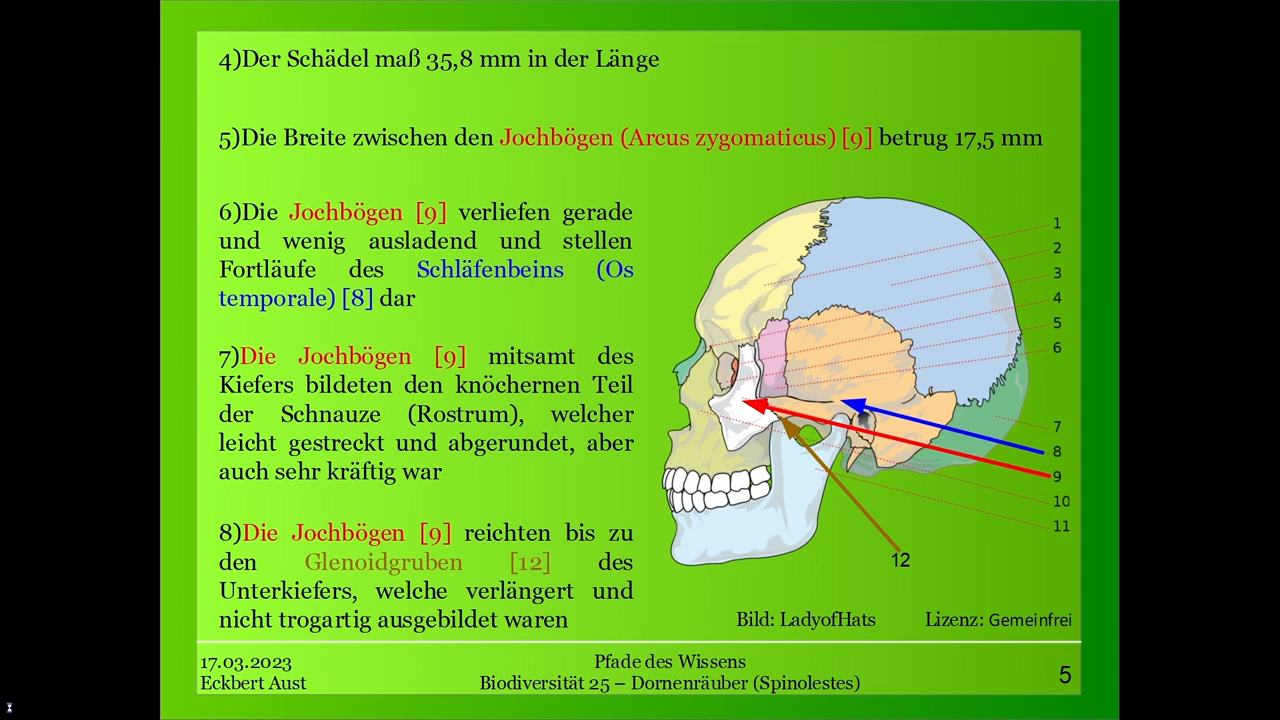 4)Der Schädel maß 35,8 mm in der Länge
5)Die Breite zwischen den Jochbögen (Arcus zygomaticus) [9] betrug 17,5 mm
6)Die Jochbögen [9] verliefen gerade
und wenig ausladend und stellen
Fortläufe des Schläfenbeins (Os
temporale) [8] dar
7)Die Jochbögen [9] mitsamt des
Kiefers bildeten den knöchernen Teil
der Schnauze (Rostrum), welcher
leicht gestreckt und abgerundet, aber
auch sehr kräftig war
8)Die Jochbögen [9] reichten bis zu
den Glenoidgruben [12] des
Unterkiefers, welche verlängert und
nicht trogartig ausgebildet waren
1
2
3
4
5
6
7
8
9
10
11
12
Bild: LadyofHats Lizenz: Gemeinfrei
17.03.2023
Eckbert Aust
Pfade des Wissens
Biodiversität 25 – Dornenräuber (Spinolestes)
5